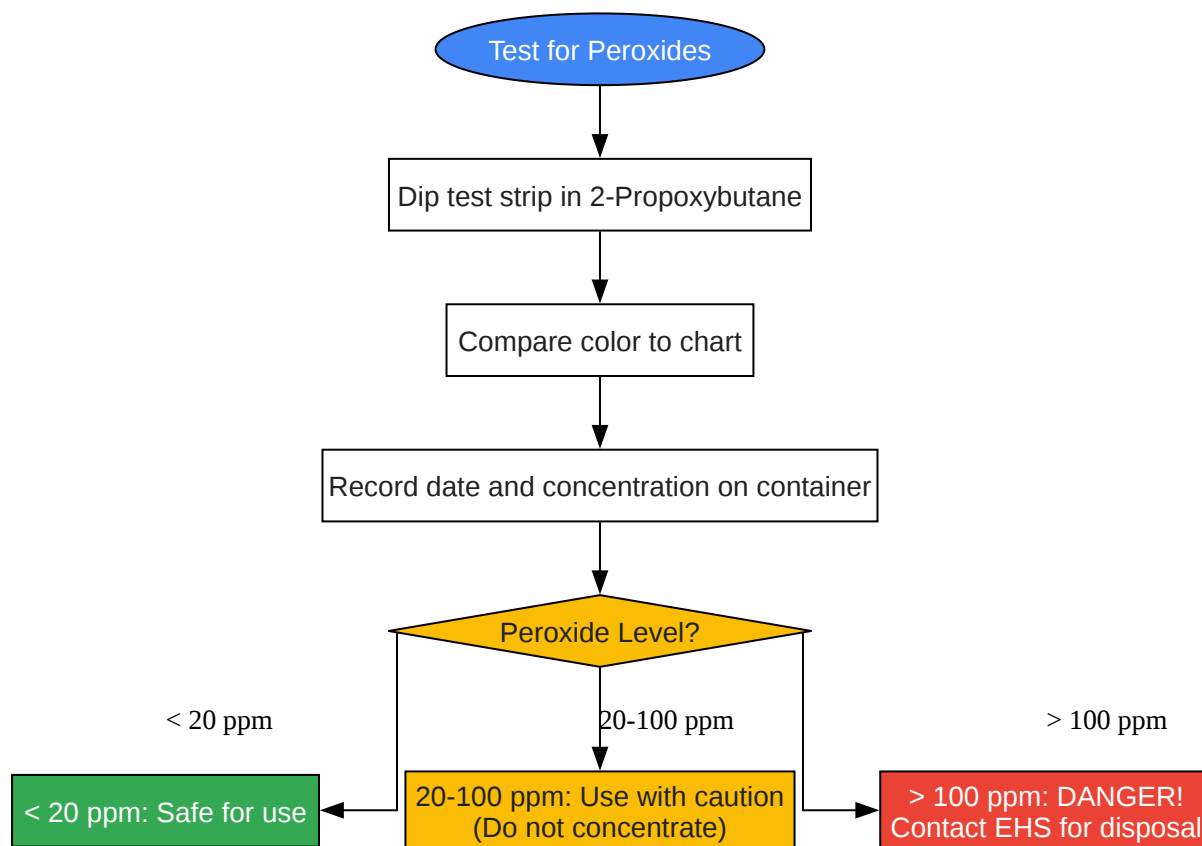 Test for Peroxides
Dip test strip in 2-Propoxybutane
Compare color to chart
Record date and concentration on container
Peroxide Level?
< 20 ppm
20-100 ppm
> 100 ppm
< 20 ppm: Safe for use
20-100 ppm: Use with caution
(Do not concentrate)
> 100 ppm: DANGER!
Contact EHS for disposal